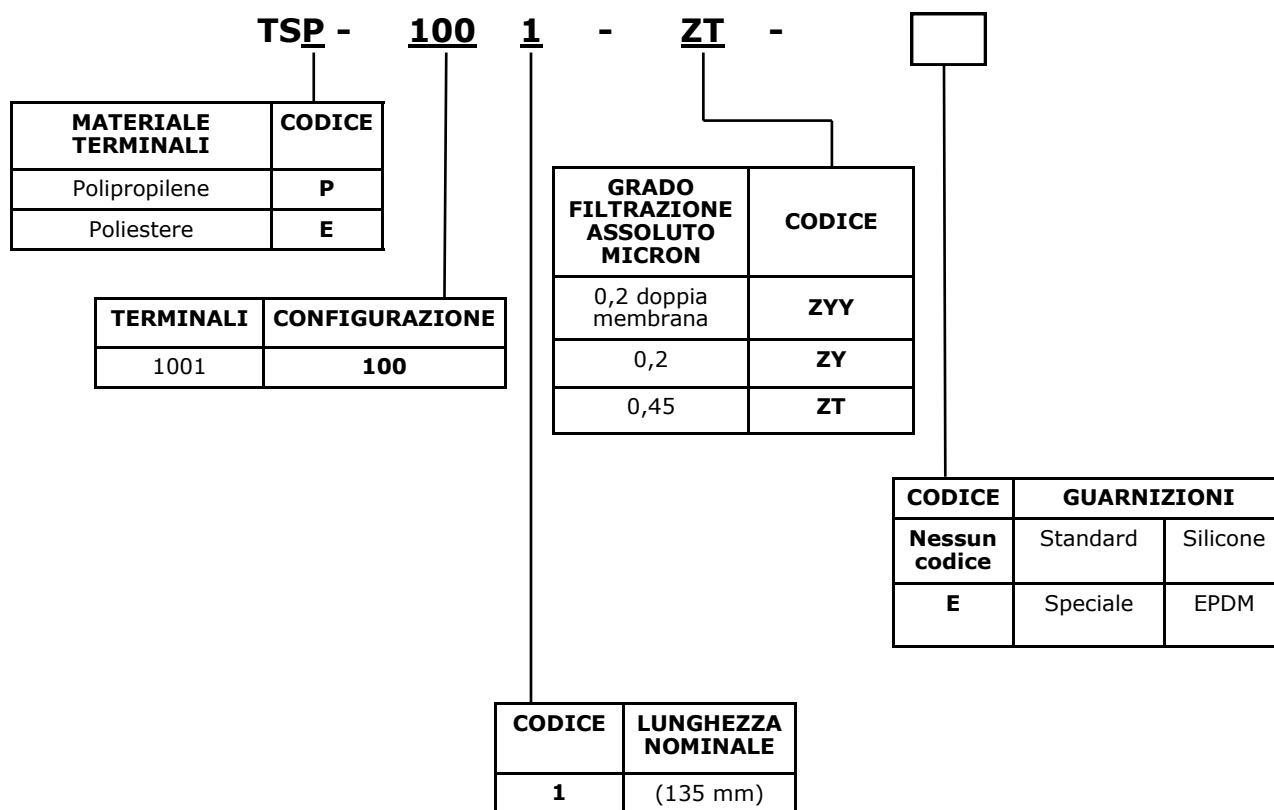 TSP - 100 1 - ZT -
MATERIALE
TERMINALI
CODICE
Polipropilene P
Poliestere E
TERMINALI CONFIGURAZIONE
1001 100
GRADO
FILTRAZIONE
ASSOLUTO
MICRON
CODICE
0,2 doppia
membrana
ZYY
0,2 ZY
0,45 ZT
CODICE GUARNIZIONI
Nessun
codice
Standard Silicone
E Speciale EPDM
CODICE
LUNGHEZZA
NOMINALE
1 (135 mm)